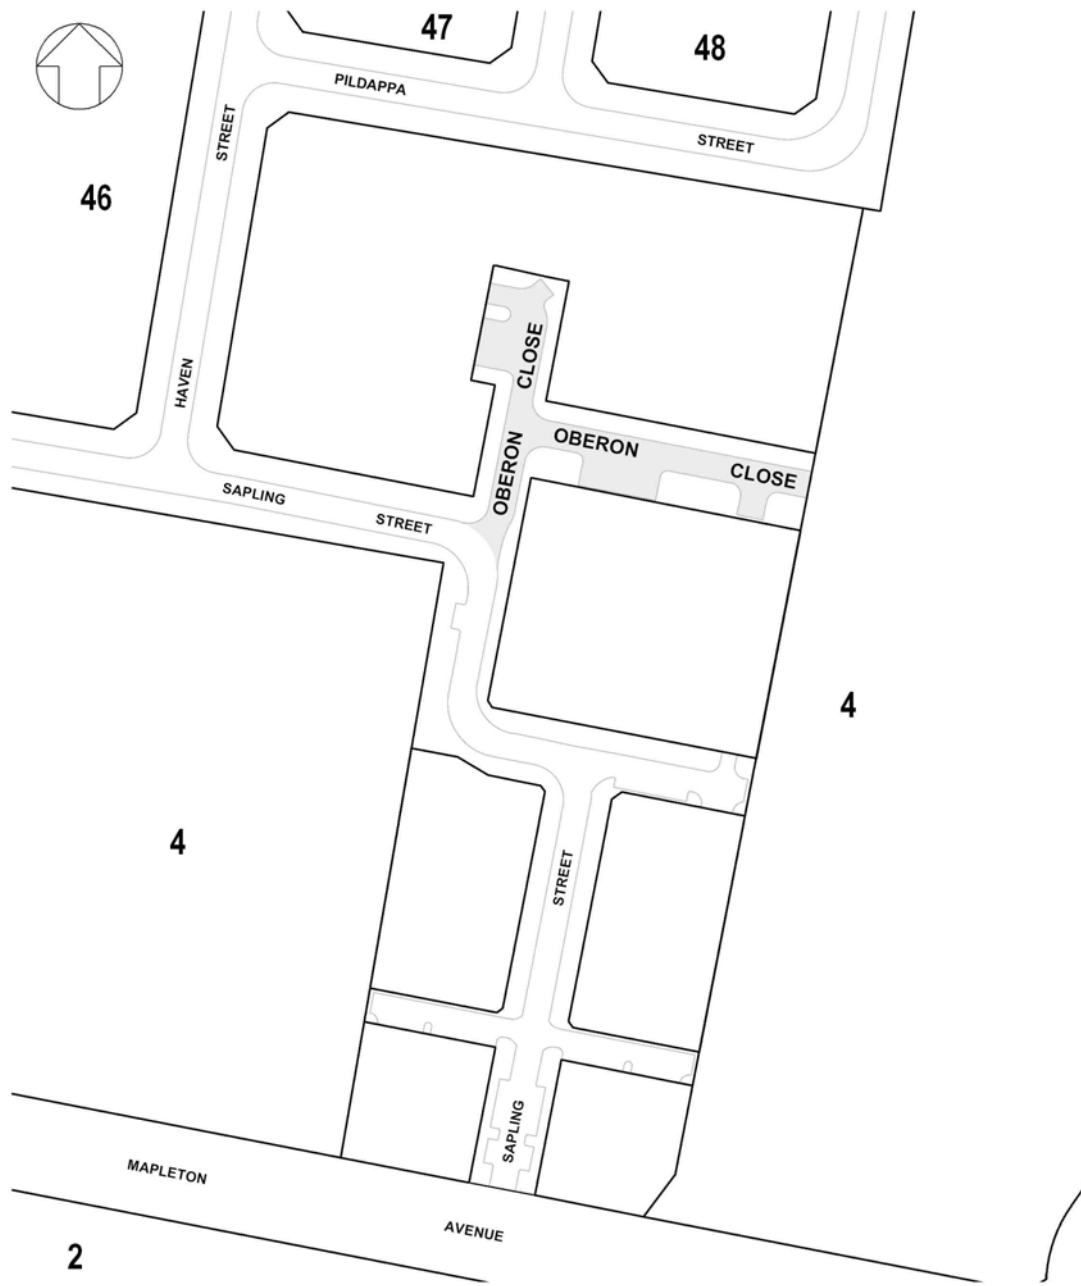 47
48
PILDAPPA
STREET
STREET
46
CLOSE
HAVEN
OBERON
CLOSE
OBERON
SAPLING
STREET
4
4
STREET
SAPLING
MAPLETON
AVENUE
2